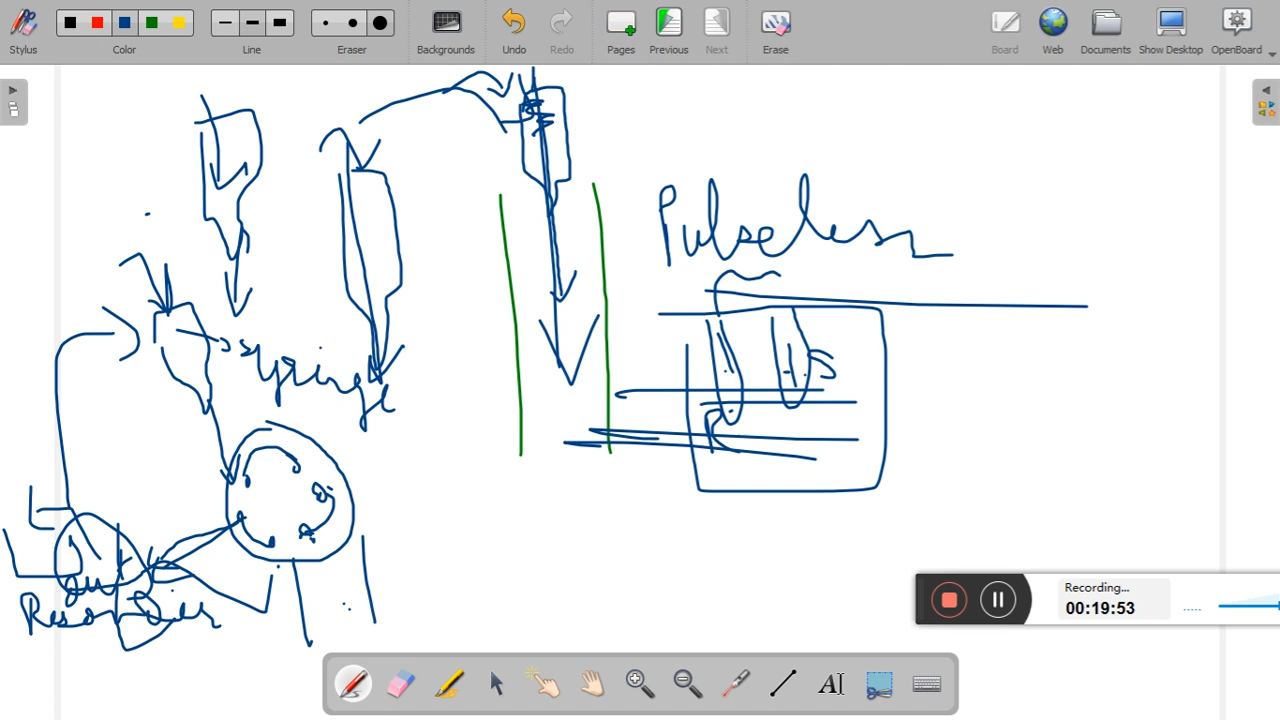 Stylus
Color
Line
Eraser
Backgrounds
Undo
Redo
Pages
Previous
Next
Erase
Board
Web
Documents
Show Desktop
OpenBoard
Pulseless
syringe
out
Recording...
00:19:53